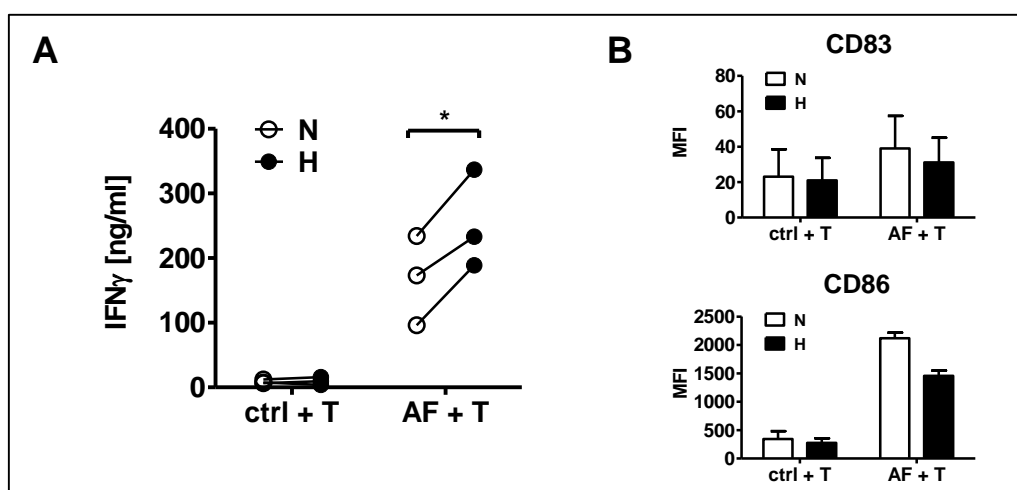 A
IFNγ [ng/ml]
400
300
200
100
0
N
H
*
ctrl + T
AF + T
B
CD83
MFI
80
60
40
20
0
N
H
ctrl + T
AF + T
CD86
MFI
2500
2000
1500
1000
500
0
N
H
ctrl + T
AF + T